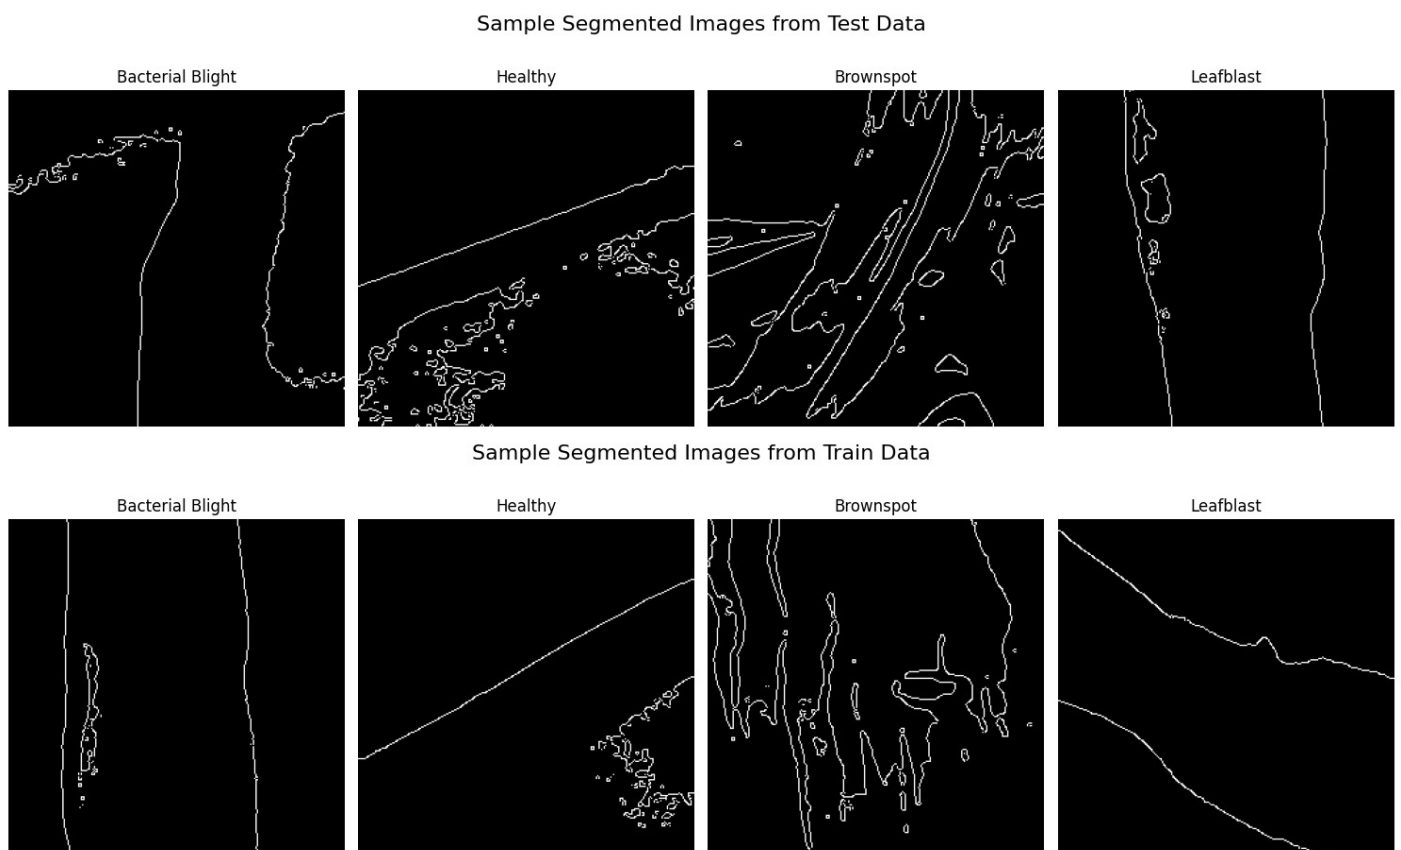 Sample Segmented Images from Test Data
Bacterial Blight
Healthy
Brownspot
Leafblast
Sample Segmented Images from Train Data
Bacterial Blight
Healthy
Brownspot
Leafblast